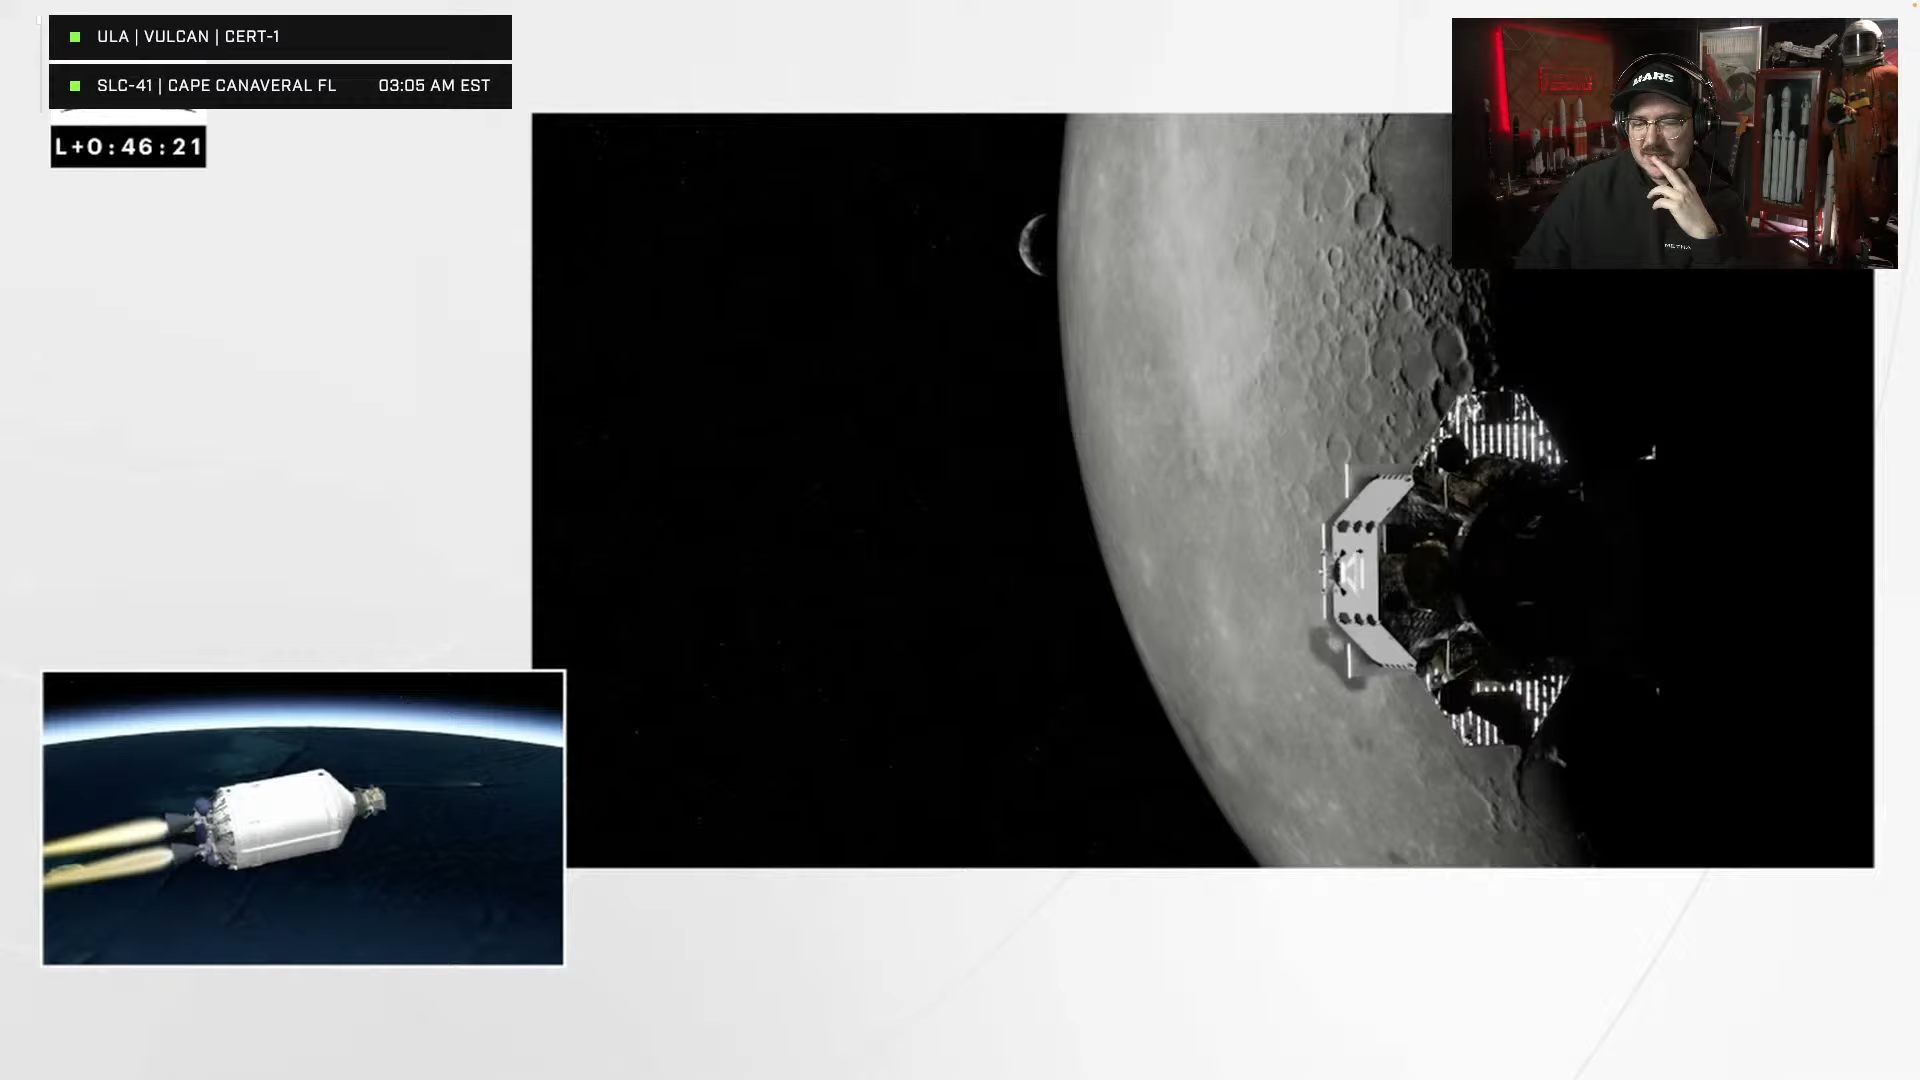 ULA | VULCAN | CERT-1
SLC-41 | CAPE CANAVERAL FL 03:05 AM EST
L+0:46:21
MARS